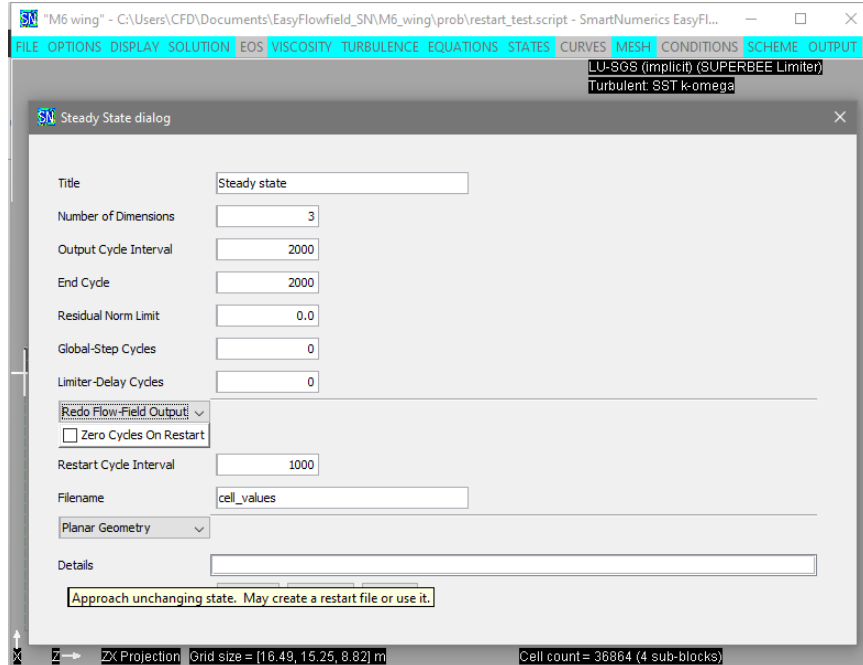 "M6 wing" - C:\Users\CFD\Documents\EasyFlowfield_SN\M6_wing\prob\restart_test.script - SmartNumerics EasyFl...
FILE OPTIONS DISPLAY SOLUTION EOS VISCOSITY TURBULENCE EQUATIONS STATES CURVES MESH CONDITIONS SCHEME OUTPUT
LU-SGS (implicit) (SUPERBEE Limiter)
Turbulent: SST k-omega
SN Steady State dialog
Title Steady state
Number of Dimensions 3
Output Cycle Interval 2000
End Cycle 2000
Residual Norm Limit 0.0
Global-Step Cycles 0
Limiter-Delay Cycles 0
Redo Flow-Field Output
Zero Cycles On Restart
Restart Cycle Interval 1000
Filename cell_values
Planar Geometry
Details
Approach unchanging state. May create a restart file or use it.
X Z ZX Projection Grid size = [16.49, 15.25, 8.82] m Cell count = 36864 (4 sub-blocks)